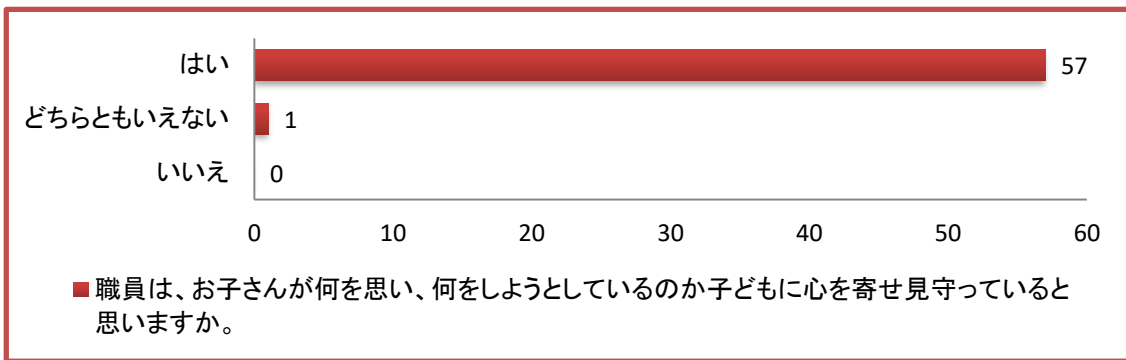 はい 57
どちらともいえない 1
いいえ 0
0 10 20 30 40 50 60
職員は、お子さんが何を思い、何をしようとしているのか子どもに心を寄せ見守っていると
思いますか。